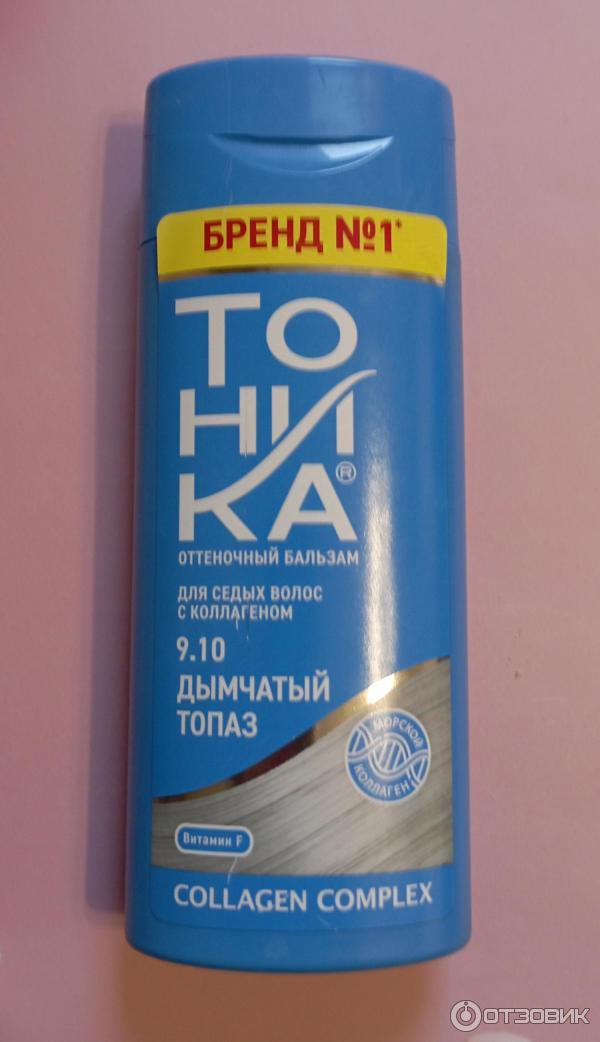 БРЕНД №1*
ТО
НИ
КА®
ОТТЕНОЧНЫЙ БАЛЬЗАМ
ДЛЯ СЕДЫХ ВОЛОС
С КОЛЛАГЕНОМ
9.10
ДЫМЧАТЫЙ
ТОПАЗ
МОРСКОЙ
КОЛЛАГЕН
Витамин F
COLLAGEN COMPLEX
ОТЗОВИК